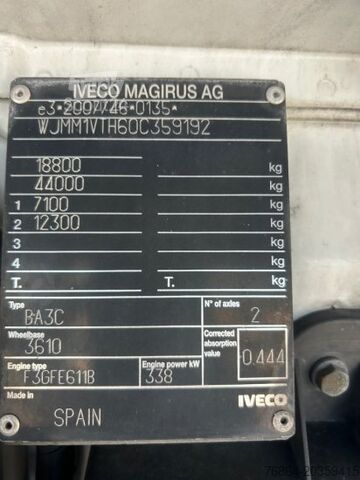 IVECO MAGIRUS AG
e3*2007/46*0135*
WJMM1VTH60C359192
18800 kg
44000 kg
1 7100 kg
2 12300 kg
3 kg
4 kg
T. T. kg
Type BA3C N° of axles 2
Wheelbase 3610 Corrected absorption value 0.444
Engine type F3GFE611B Engine power kW 338
Made in SPAIN IVECO